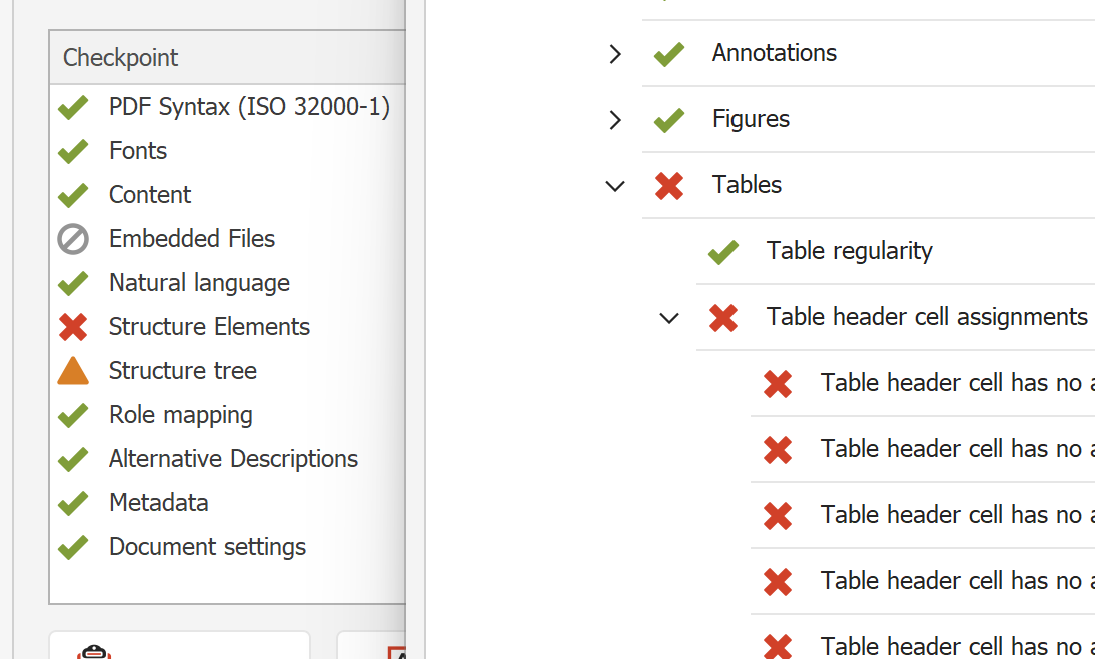 Checkpoint
PDF Syntax (ISO 32000-1)
Fonts
Content
Embedded Files
Natural language
Structure Elements
Structure tree
Role mapping
Alternative Descriptions
Metadata
Document settings
Annotations
Figures
Tables
Table regularity
Table header cell assignments
Table header cell has no
Table header cell has no
Table header cell has no
Table header cell has no
Table header cell has no